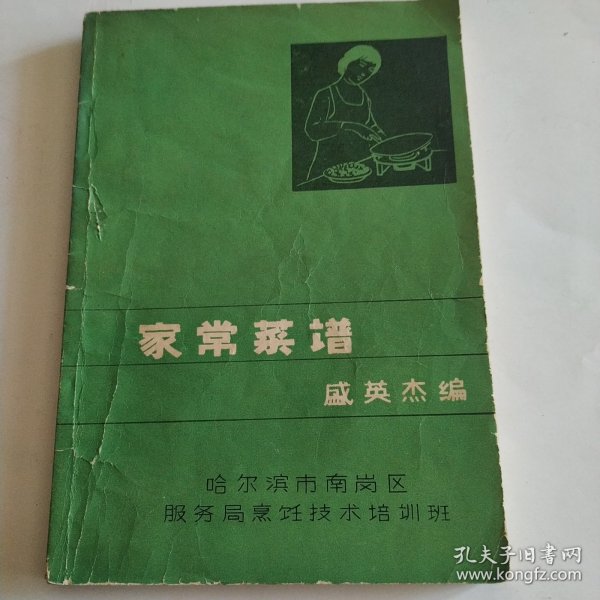 家常菜谱
盛英杰编
哈尔滨市南岗区
服务局烹饪技术培训班
孔夫子旧书网
www.kongfz.com